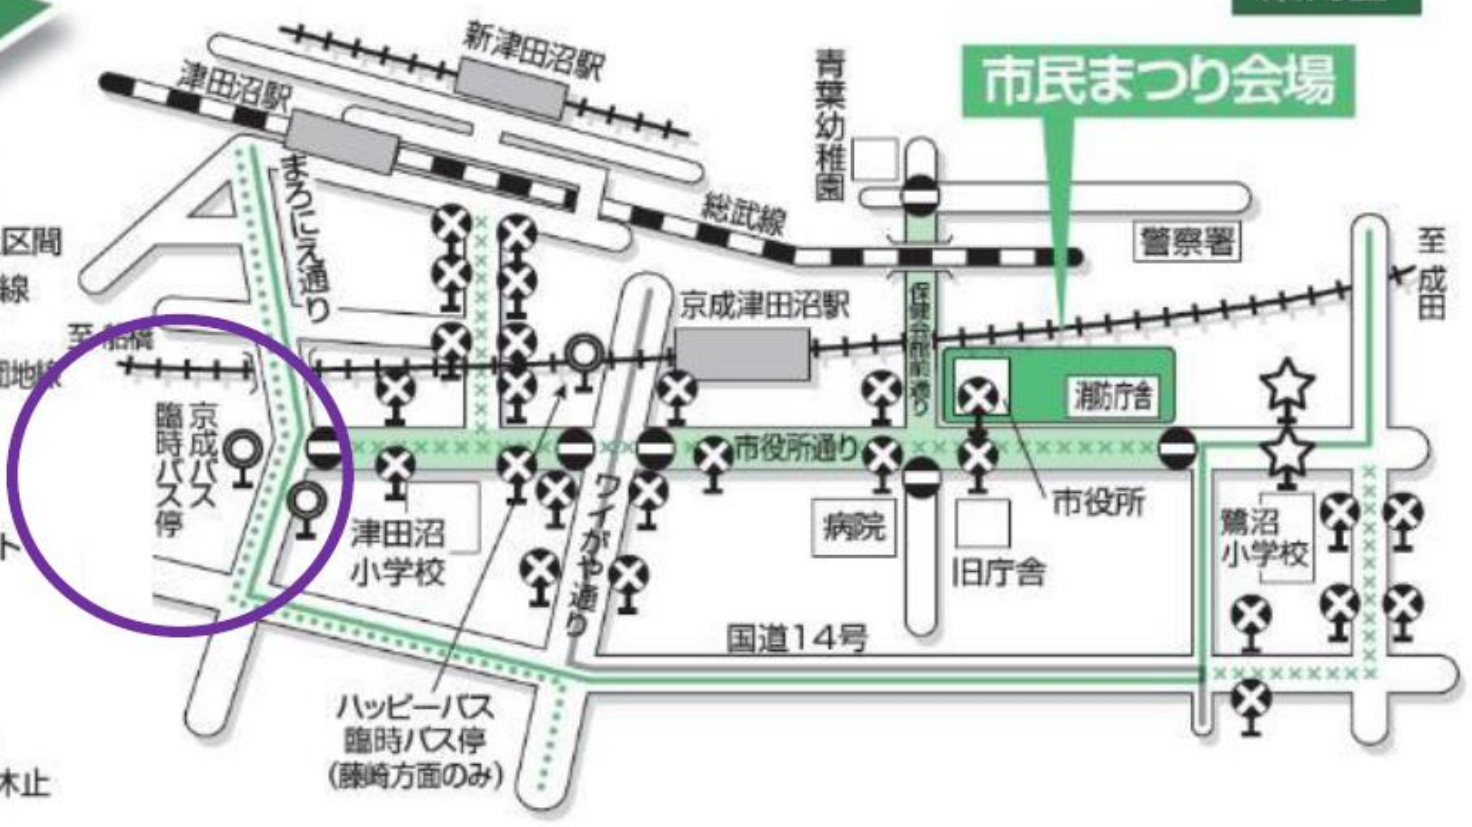 新津田沼駅
津田沼駅
まろにえ通り
総武線
青葉幼稚園
市民まつり会場
警察署
至成田
区間
線
至船橋
団地線
京成津田沼駅
保健会館前通り
消防庁舎
京成バス
臨時バス停
市役所通り
津田沼
小学校
ワイがや通り
病院
市役所
旧庁舎
鷺沼
小学校
ト
国道14号
ハッピーバス
臨時バス停
(藤崎方面のみ)
休止